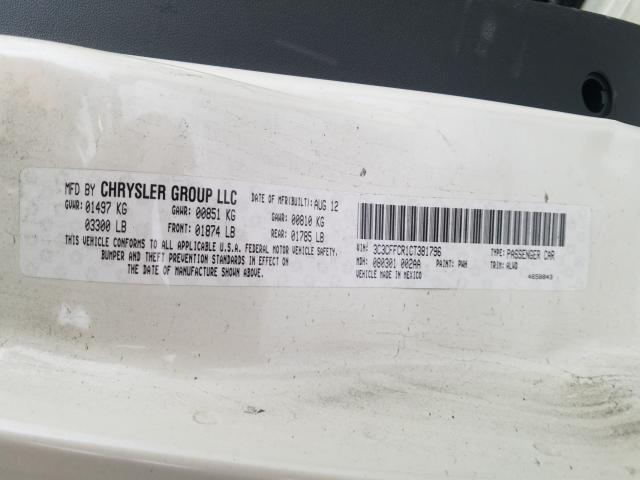 MFD BY CHRYSLER GROUP LLC DATE OF MFR(BUILT): AUG 12
GVWR: 01497 KG GAWR: 00851 KG GAWR: 00810 KG
03300 LB FRONT: 01874 LB REAR: 01785 LB
THIS VEHICLE CONFORMS TO ALL APPLICABLE U.S.A. FEDERAL MOTOR VEHICLE SAFETY,
BUMPER AND THEFT PREVENTION STANDARDS IN EFFECT ON
THE DATE OF MANUFACTURE SHOWN ABOVE.
VIN: 3C3CFFCR1CT381796 TYPE: PASSENGER CAR
MDH: 080301 002AA PAINT: PWH TRIM: ALWD
VEHICLE MADE IN MEXICO 4650043